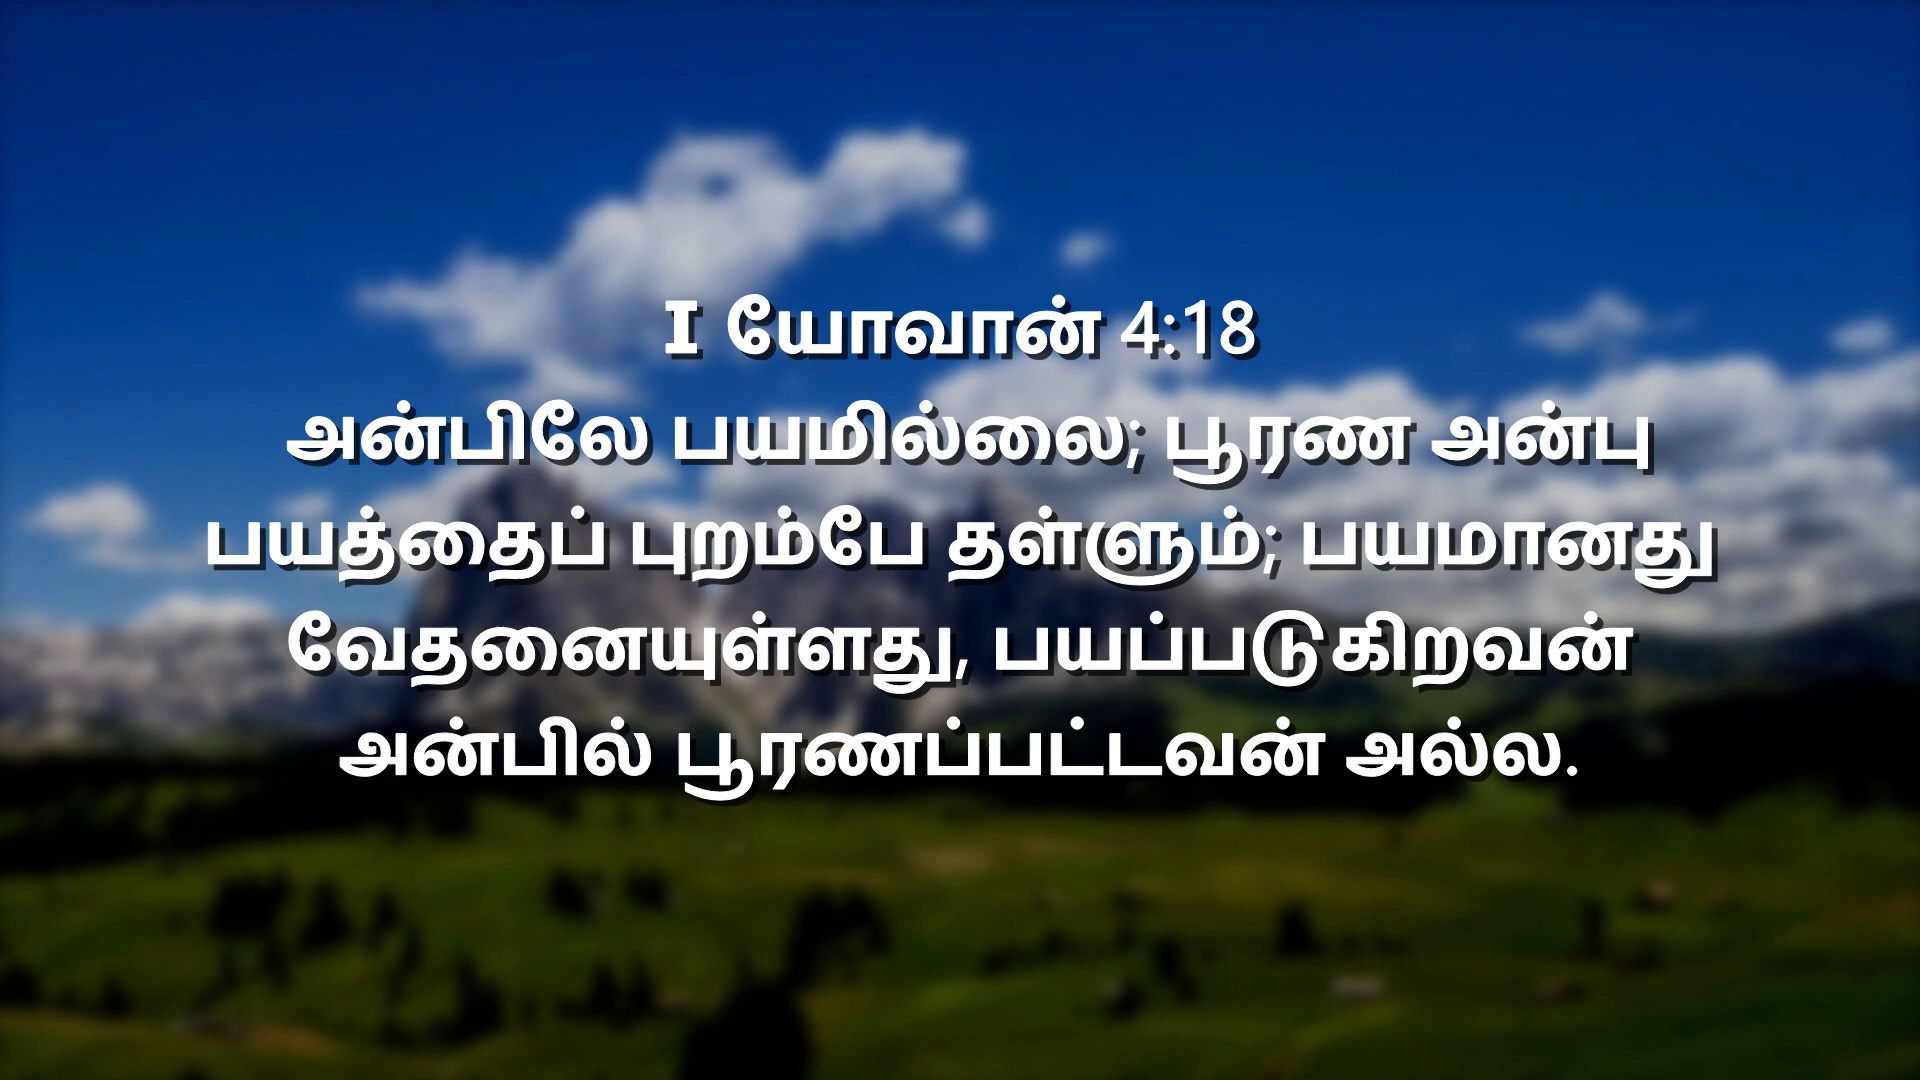 I யோவான் 4:18
அன்பிலே பயமில்லை; பூரண அன்பு
பயத்தைப் புறம்பே தள்ளும்; பயமானது
வேதனையுள்ளது, பயப்படுகிறவன்
அன்பில் பூரணப்பட்டவன் அல்ல.